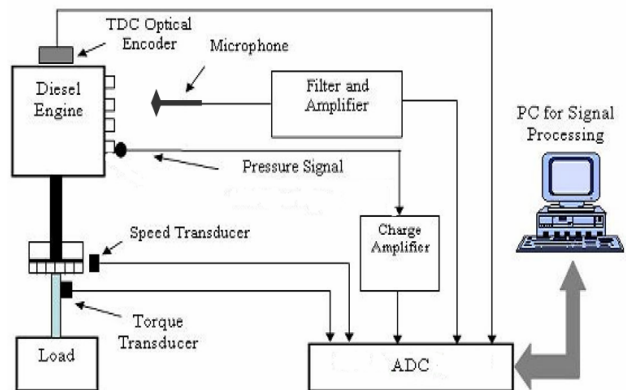 TDC Optical
Encoder
Microphone
Diesel
Engine
Filter and
Amplifier
PC for Signal
Processing
Pressure Signal
Speed Transducer
Charge
Amplifier
Torque
Transducer
Load
ADC